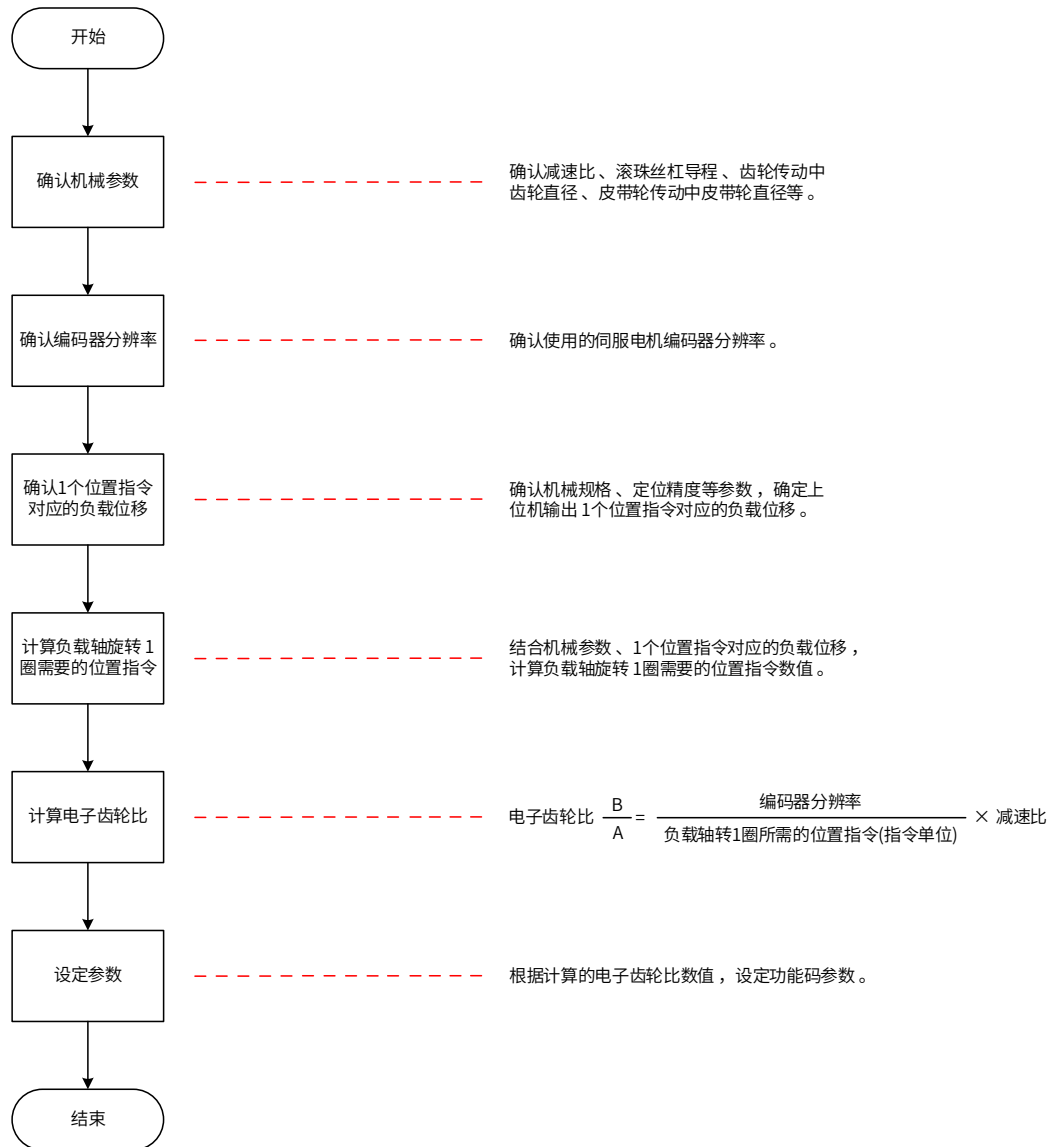 开始
确认机械参数
确认减速比、滚珠丝杠导程、齿轮传动中
齿轮直径、皮带轮传动中皮带轮直径等。
确认编码器分辨率
确认使用的伺服电机编码器分辨率。
确认1个位置指令
对应的负载位移
确认机械规格、定位精度等参数，确定上
位机输出1个位置指令对应的负载位移。
计算负载轴旋转1
圈需要的位置指令
结合机械参数、1个位置指令对应的负载位移，
计算负载轴旋转1圈需要的位置指令数值。
计算电子齿轮比
电子齿轮比 B/A = 编码器分辨率/负载轴转1圈所需的位置指令(指令单位) × 减速比
设定参数
根据计算的电子齿轮比数值，设定功能码参数。
结束